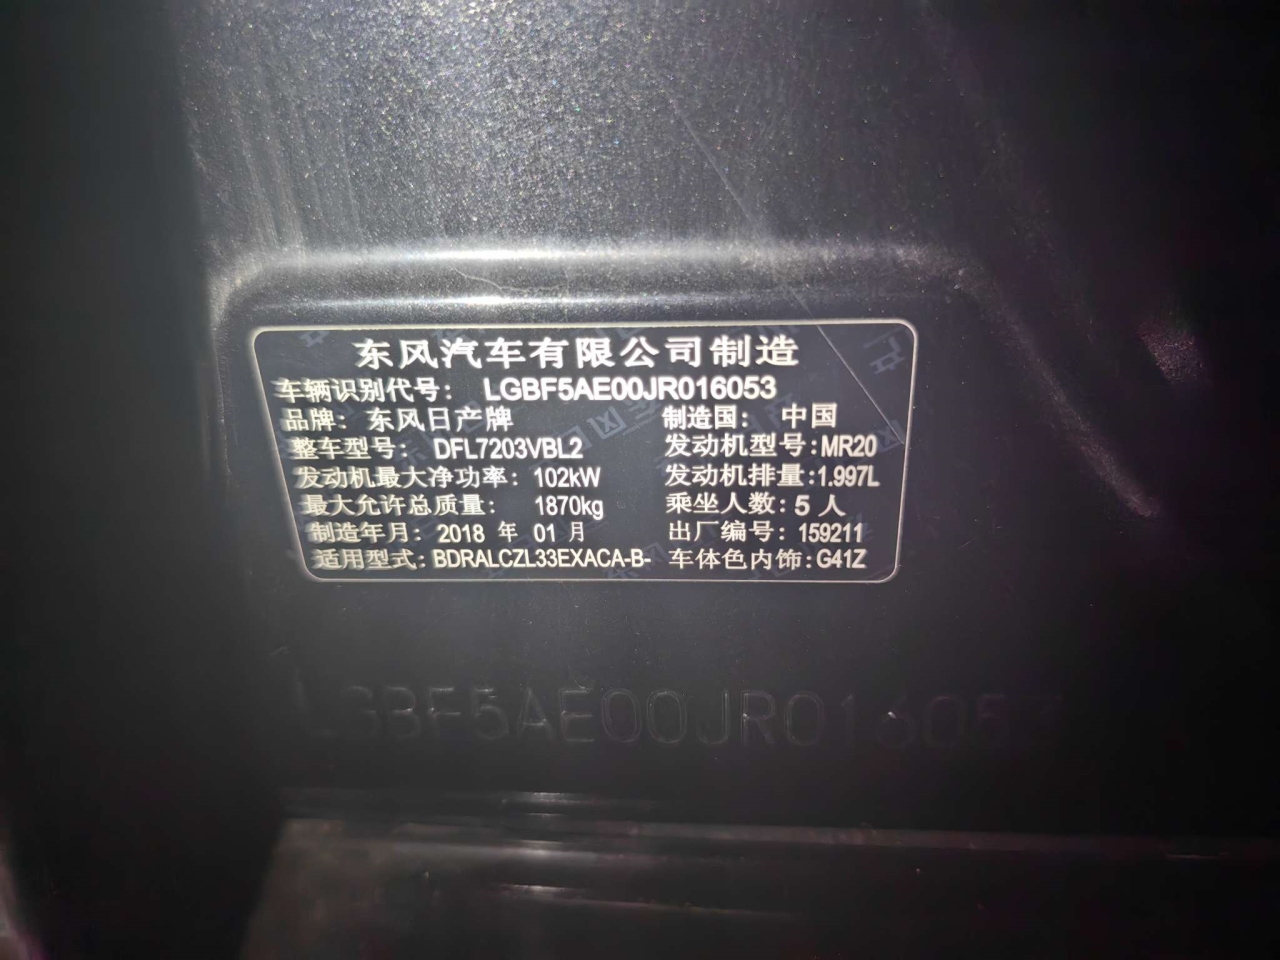 东风汽车有限公司制造
车辆识别代号: LGBF5AE00JR016053
品牌: 东风日产牌 制造国: 中国
整车型号: DFL7203VBL2 发动机型号: MR20
发动机最大净功率: 102kW 发动机排量: 1.997L
最大允许总质量: 1870kg 乘坐人数: 5 人
制造年月: 2018 年 01 月 出厂编号: 159211
适用型式: BDRALCZL33EXACA-B- 车体色内饰: G41Z
LGBF5AE00JR016053